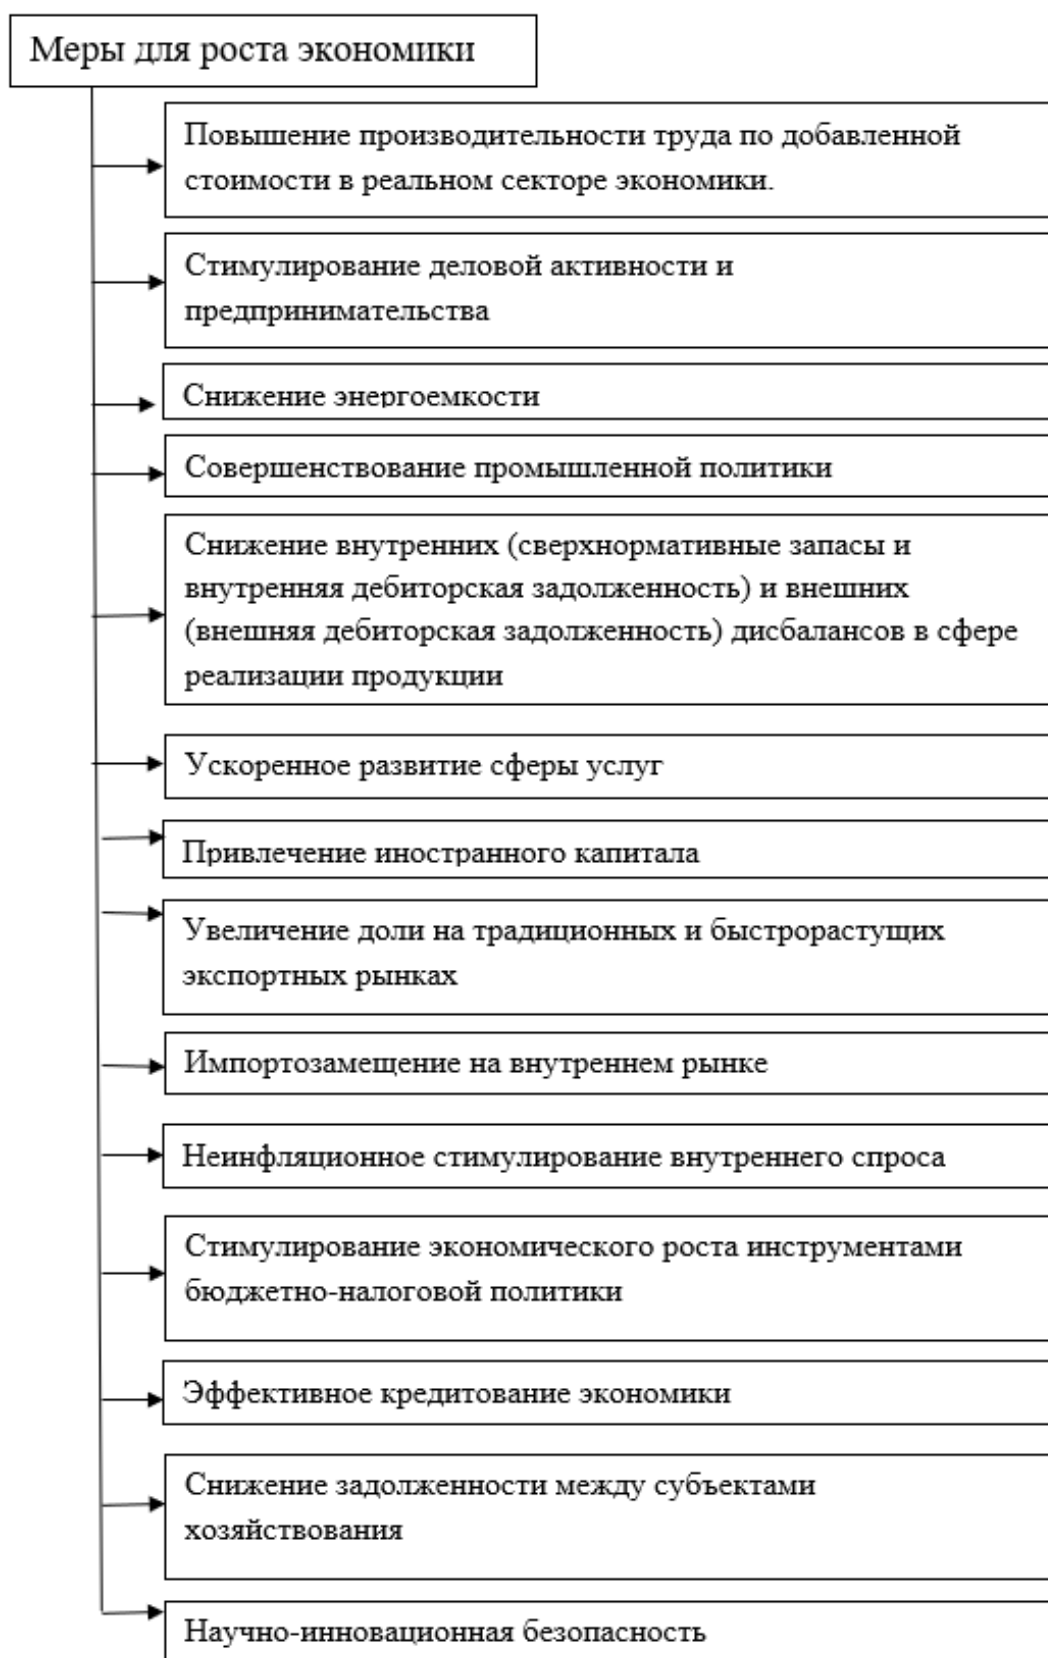 Меры для роста экономики
Повышение производительности труда по добавленной
стоимости в реальном секторе экономики.
Стимулирование деловой активности и
предпринимательства
Снижение энергоемкости
Совершенствование промышленной политики
Снижение внутренних (сверхнормативные запасы и
внутренняя дебиторская задолженность) и внешних
(внешняя дебиторская задолженность) дисбалансов в сфере
реализации продукции
Ускоренное развитие сферы услуг
Привлечение иностранного капитала
Увеличение доли на традиционных и быстрорастущих
экспортных рынках
Импортозамещение на внутреннем рынке
Неинфляционное стимулирование внутреннего спроса
Стимулирование экономического роста инструментами
бюджетно-налоговой политики
Эффективное кредитование экономики
Снижение задолженности между субъектами
хозяйствования
Научно-инновационная безопасность